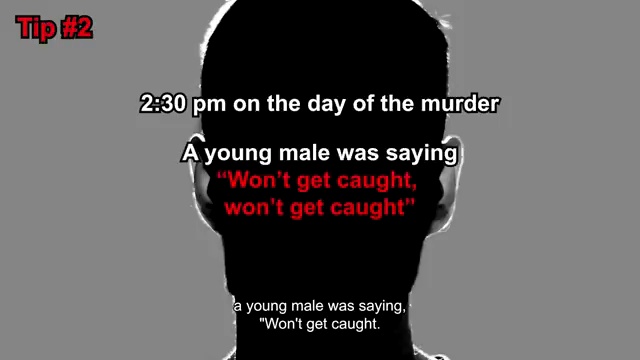 Tip #2
2:30 pm on the day of the murder
A young male was saying
“Won’t get caught,
won’t get caught”
a young male was saying,
"Won't get caught.